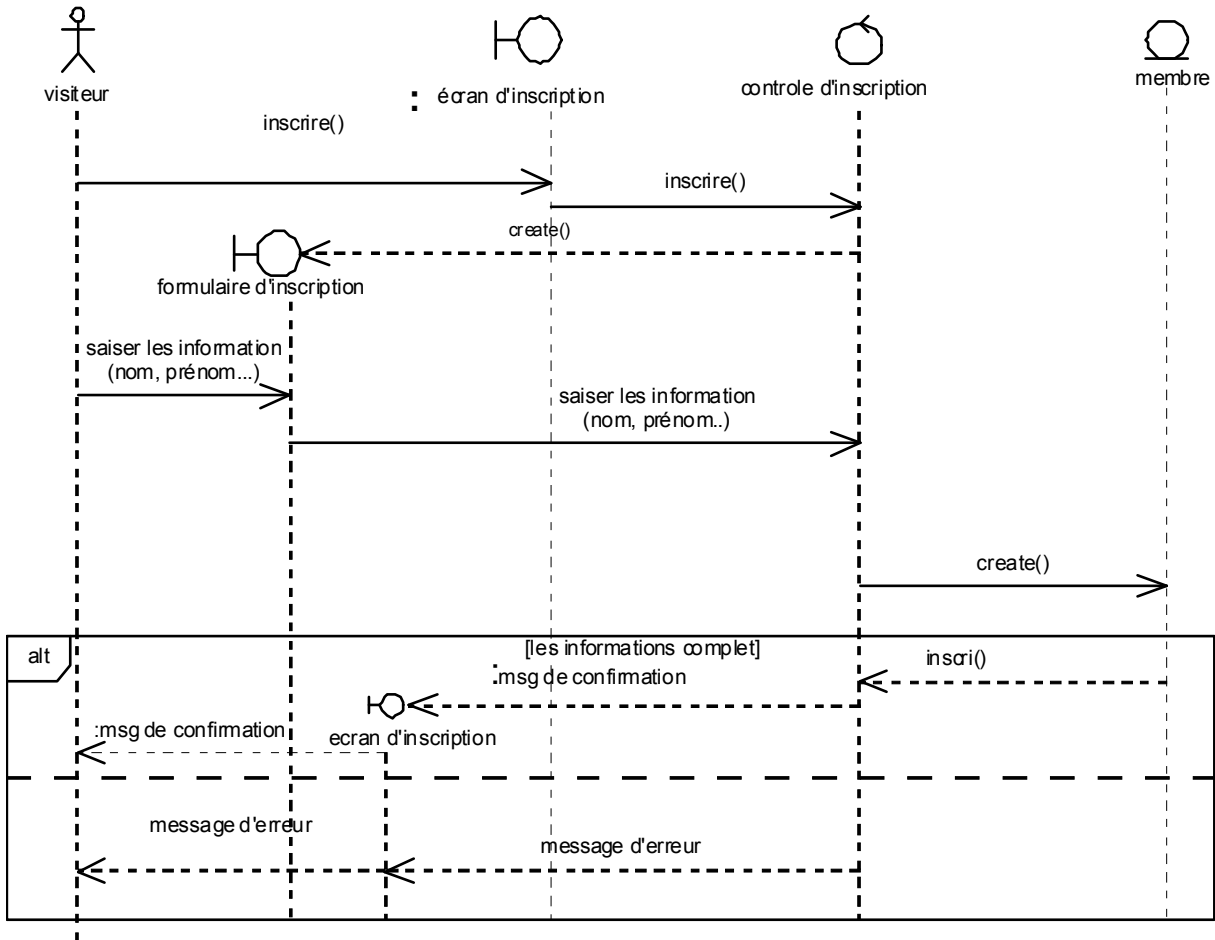 visiteur
: écran d'inscription
controle d'inscription
membre
inscrire()
inscrire()
create()
formulaire d'inscription
saiser les information
(nom, prénom...)
saiser les information
(nom, prénom..)
create()
alt
[les informations complet]
inscri()
:msg de confirmation
:msg de confirmation
ecran d'inscription
message d'erreur
message d'erreur